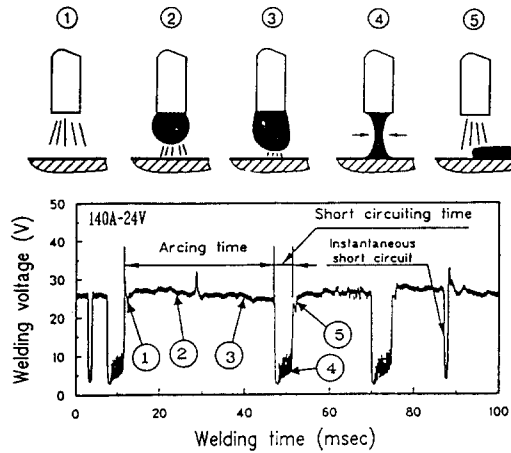 ① ② ③ ④ ⑤
140A-24V
Short circuiting time
Arcing time
Instantaneous
short circuit
Welding voltage (V)
50
40
30
20
10
0
① ② ③ ④ ⑤
0 20 40 60 80 100
Welding time (msec)